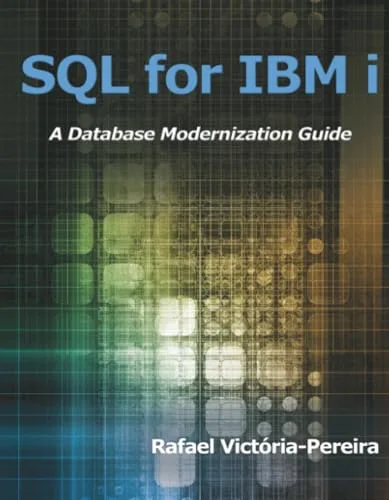 SQL for IBM i
A Database Modernization Guide
Rafael Victória-Pereira